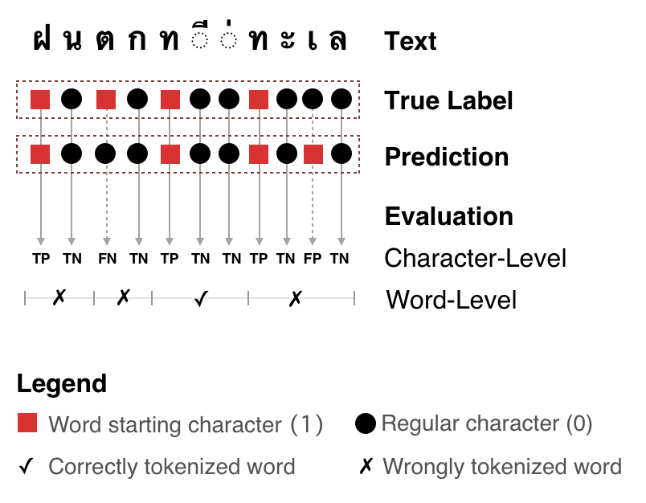 ฝ น ต ก ท ี ่ ท ะ เ ล Text
True Label
Prediction
Evaluation
TP TN FN TN TP TN TN TP TN FP TN Character-Level
✗ ✗ ✓ ✗ Word-Level
Legend
Word starting character (1) Regular character (0)
✓ Correctly tokenized word ✗ Wrongly tokenized word